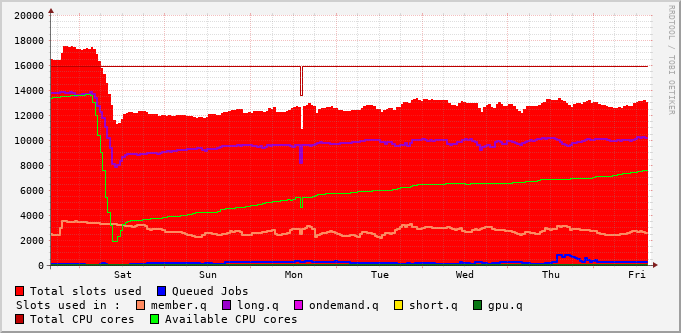 20000
18000
16000
14000
12000
10000
8000
6000
4000
2000
0
Sat Sun Mon Tue Wed Thu Fri
RRDTOOL / TOBI OETIKER
Total slots used Queued Jobs
Slots used in : member.q long.q ondemand.q short.q gpu.q
Total CPU cores Available CPU cores